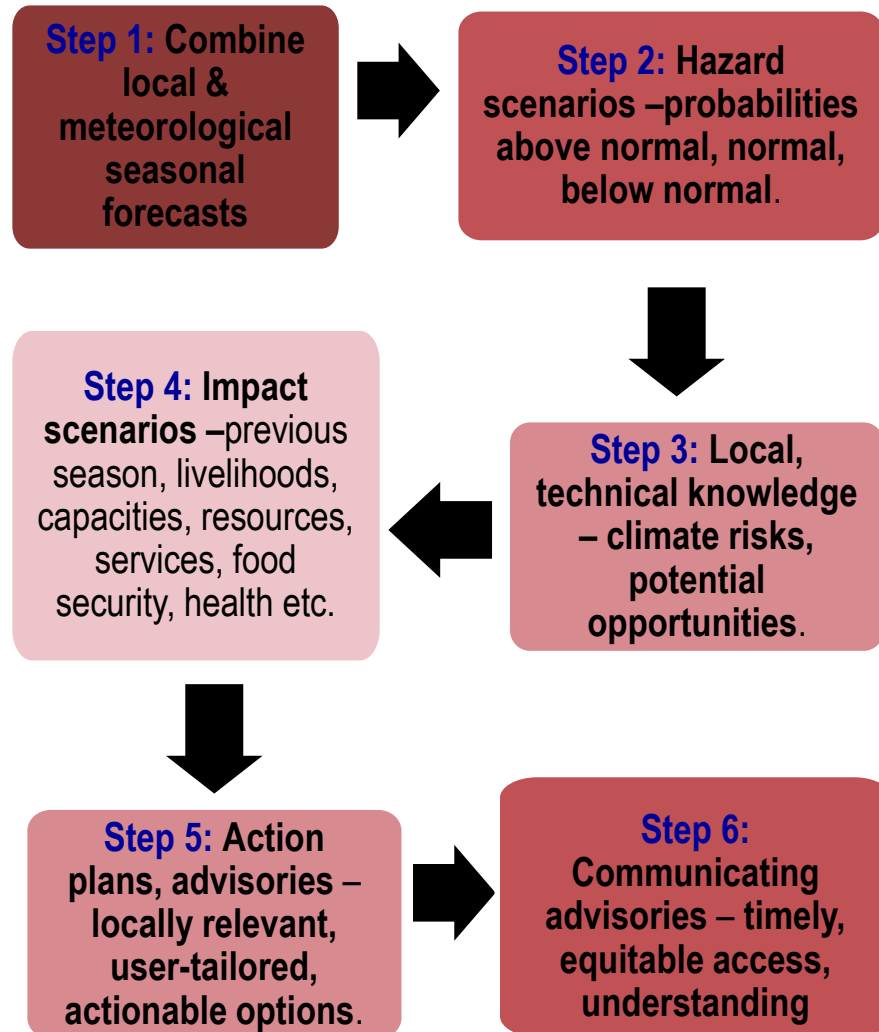 Step 1: Combine
local &
meteorological
seasonal
forecasts
Step 2: Hazard
scenarios –probabilities
above normal, normal,
below normal.
Step 3: Local,
technical knowledge
– climate risks,
potential
opportunities.
Step 4: Impact
scenarios –previous
season, livelihoods,
capacities, resources,
services, food
security, health etc.
Step 5: Action
plans, advisories –
locally relevant,
user-tailored,
actionable options.
Step 6:
Communicating
advisories – timely,
equitable access,
understanding